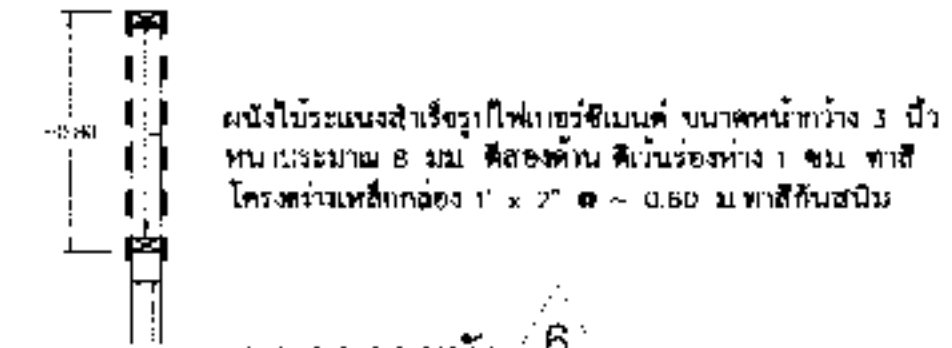 ผนังไม้ระแนงสำเร็จรูปไฟเบอร์ซีเมนต์ ขนาดหน้ากว้าง 3 นิ้ว
หนาประมาณ 8 มม. ตีสองด้าน ตีเว้นร่องห่าง 1 ซม. ทาสี
โครงคร่าวเหล็กกล่อง 1" x 2" @ ~ 0.60 ม. ทาสีกันสนิม
6